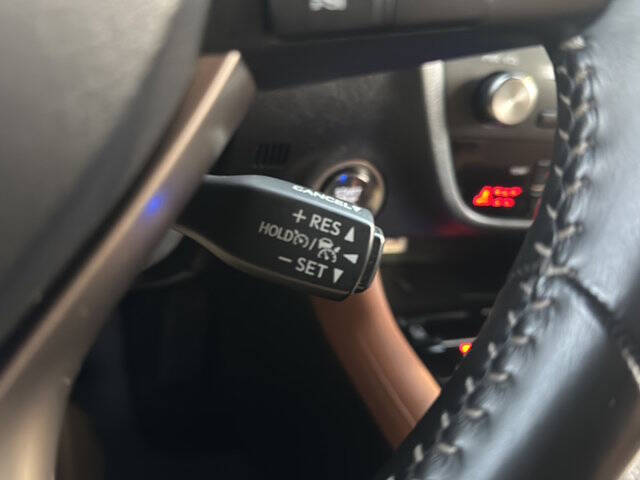 CANCEL▼
+ RES ▲
HOLD / ◀
− SET ▼